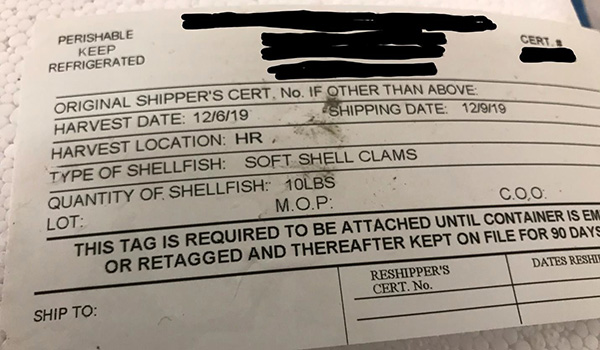 PERISHABLE
KEEP
REFRIGERATED
CERT. #
ORIGINAL SHIPPER'S CERT. No. IF OTHER THAN ABOVE:
HARVEST DATE: 12/6/19 SHIPPING DATE: 12/9/19
HARVEST LOCATION: HR
TYPE OF SHELLFISH: SOFT SHELL CLAMS
QUANTITY OF SHELLFISH: 10LBS
LOT: M.O.P: C.O.O:
THIS TAG IS REQUIRED TO BE ATTACHED UNTIL CONTAINER IS EM
OR RETAGGED AND THEREAFTER KEPT ON FILE FOR 90 DAYS
SHIP TO:
RESHIPPER'S
CERT. No.
DATES RESHI